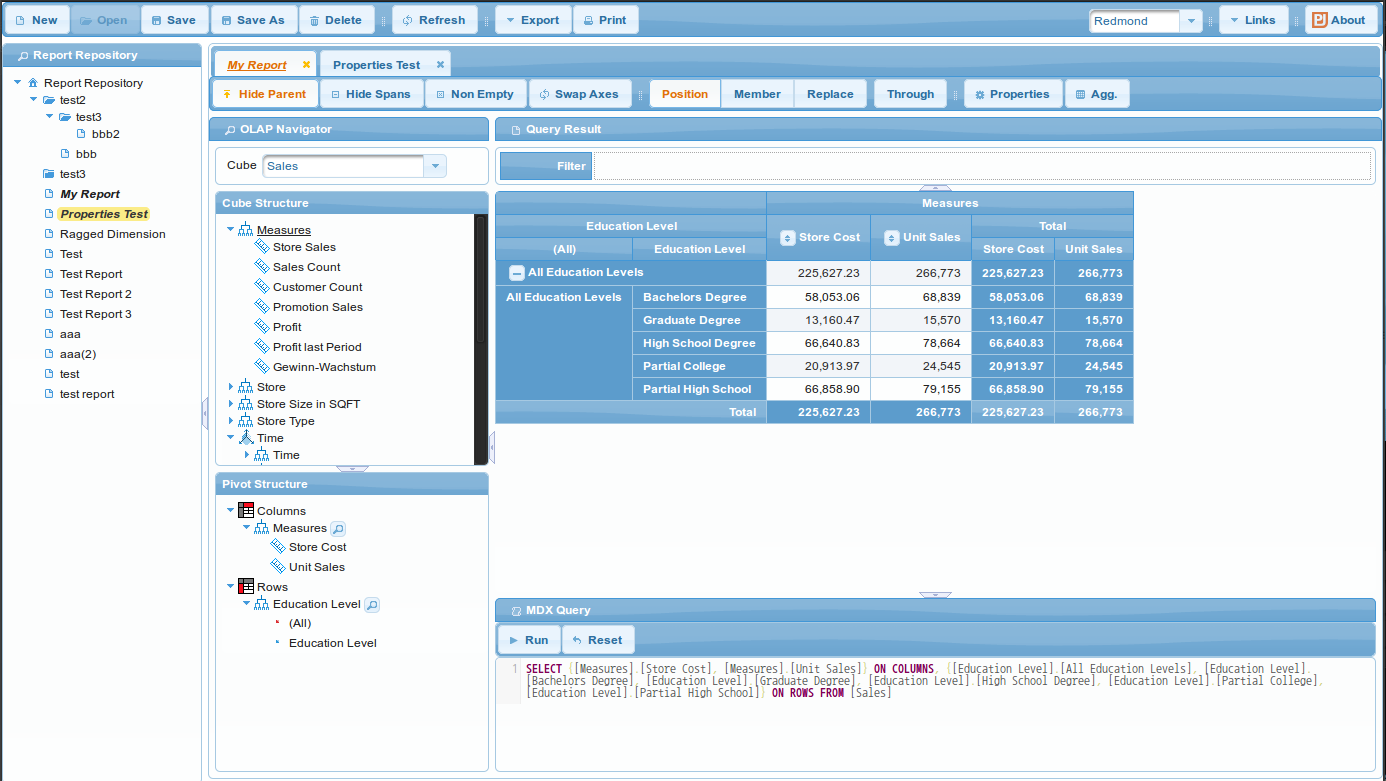 New Open Save Save As Delete Refresh Export Print Redmond Links About
Report Repository
Report Repository
test2
test3
bbb2
bbb
test3
My Report
Properties Test
Ragged Dimension
Test
Test Report
Test Report 2
Test Report 3
aaa
aaa(2)
test
test report
My Report Properties Test
Hide Parent Hide Spans Non Empty Swap Axes Position Member Replace Through Properties Agg.
OLAP Navigator
Cube Sales
Cube Structure
Measures
Store Sales
Sales Count
Customer Count
Promotion Sales
Profit
Profit last Period
Gewinn-Wachstum
Store
Store Size in SQFT
Store Type
Time
Time
Pivot Structure
Columns
Measures
Store Cost
Unit Sales
Rows
Education Level
(All)
Education Level
Query Result
Filter
Measures
Education Level Store Cost Unit Sales Total
(All) Education Level Store Cost Unit Sales
All Education Levels 225,627.23 266,773 225,627.23 266,773
All Education Levels Bachelors Degree 58,053.06 68,839 58,053.06 68,839
Graduate Degree 13,160.47 15,570 13,160.47 15,570
High School Degree 66,640.83 78,664 66,640.83 78,664
Partial College 20,913.97 24,545 20,913.97 24,545
Partial High School 66,858.90 79,155 66,858.90 79,155
Total 225,627.23 266,773 225,627.23 266,773
MDX Query
Run Reset
1 SELECT {[Measures].[Store Cost], [Measures].[Unit Sales]} ON COLUMNS, {[Education Level].[All Education Levels], [Education Level].
[Bachelors Degree], [Education Level].[Graduate Degree], [Education Level].[High School Degree], [Education Level].[Partial College],
[Education Level].[Partial High School]} ON ROWS FROM [Sales]